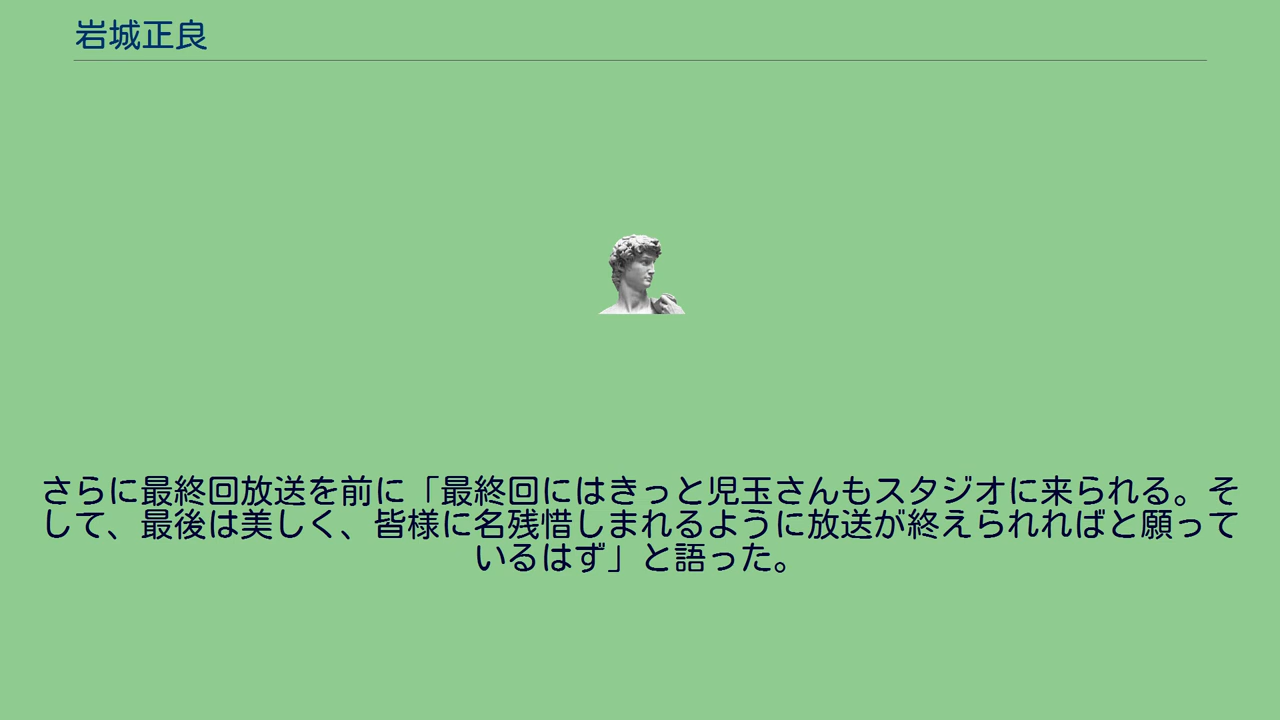 岩城正良
さらに最終回放送を前に「最終回にはきっと児玉さんもスタジオに来られる。そ
して、最後は美しく、皆様に名残惜しまれるように放送が終えられればと願って
いるはず」と語った。